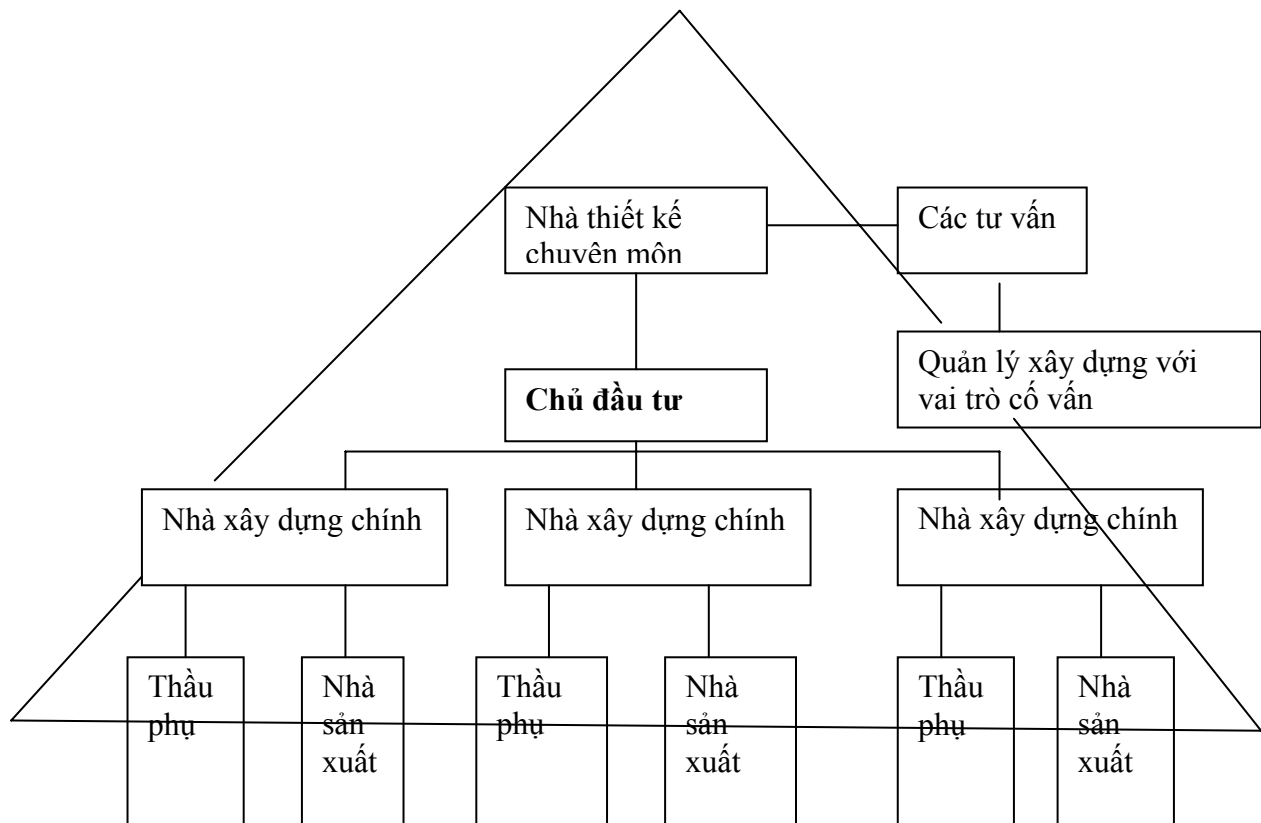 Nhà thiết kế
chuyên môn
Các tư vấn
Quản lý xây dựng với
vai trò cố vấn
Chủ đầu tư
Nhà xây dựng chính
Nhà xây dựng chính
Nhà xây dựng chính
Thầu
phụ
Nhà
sản
xuất
Thầu
phụ
Nhà
sản
xuất
Thầu
phụ
Nhà
sản
xuất